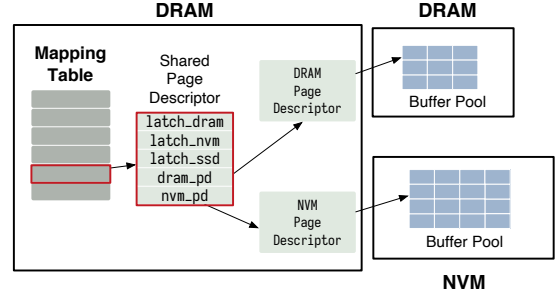 DRAM
DRAM
Mapping
Table
Shared
Page
Descriptor
latch_dram
latch_nvm
latch_ssd
dram_pd
nvm_pd
DRAM
Page
Descriptor
NVM
Page
Descriptor
Buffer Pool
Buffer Pool
NVM